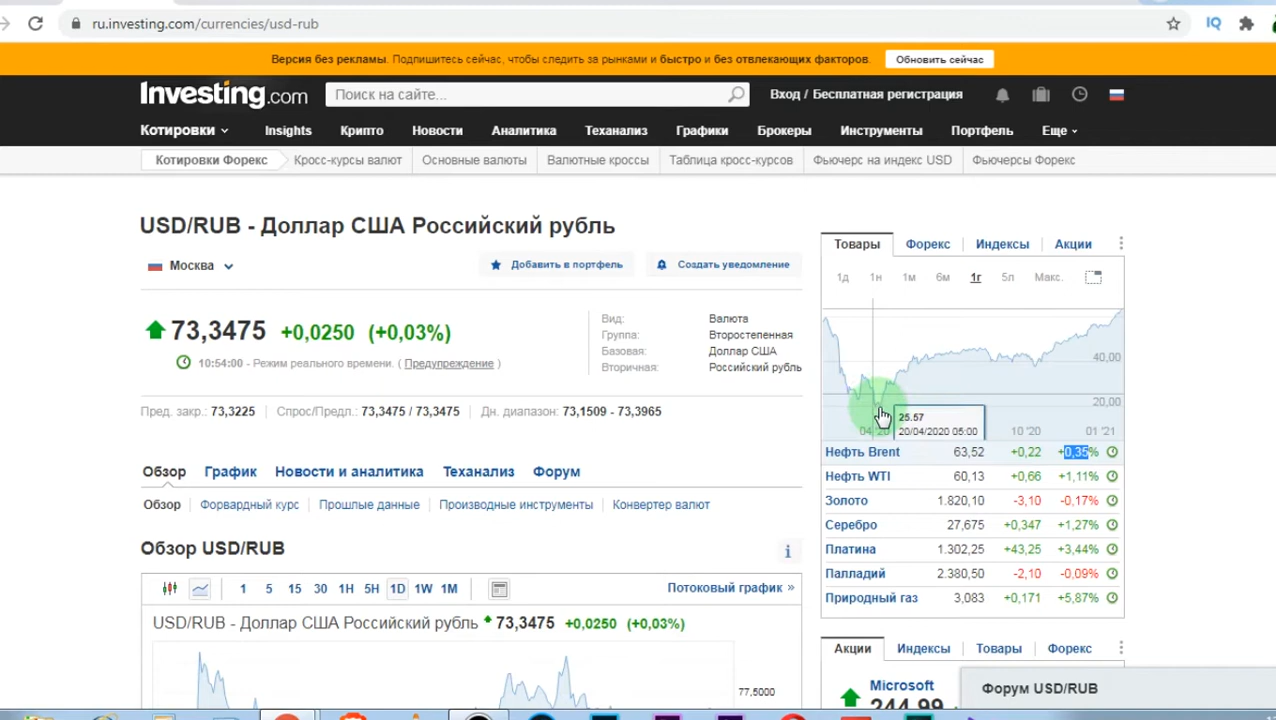 ru.investing.com/currencies/usd-rub
IQ
Версия без рекламы. Подпишитесь сейчас, чтобы следить за рынками и быстро и без отвлекающих факторов. Обновить сейчас
Investing.com Поиск на сайте... Вход / Бесплатная регистрация
Котировки Insights Крипто Новости Аналитика Теханализ Графики Брокеры Инструменты Портфель Еще
Котировки Форекс Кросс-курсы валют Основные валюты Валютные кроссы Таблица кросс-курсов Фьючерс на индекс USD Фьючерсы Форекс
USD/RUB - Доллар США Российский рубль
Москва Добавить в портфель Создать уведомление
73,3475 +0,0250 (+0,03%)
10:54:00 - Режим реального времени. ( Предупреждение )
Вид: Валюта
Группа: Второстепенная
Базовая: Доллар США
Вторичная: Российский рубль
Пред. закр.: 73,3225 Спрос/Предл.: 73,3475 / 73,3475 Дн. диапазон: 73,1509 - 73,3965
Обзор График Новости и аналитика Теханализ Форум
Обзор Форвардный курс Прошлые данные Производные инструменты Конвертер валют
Обзор USD/RUB
1 5 15 30 1H 5H 1D 1W 1M Потоковый график »
USD/RUB - Доллар США Российский рубль 73,3475 +0,0250 (+0,03%)
77,5000
Товары Форекс Индексы Акции
1д 1н 1м 6м 1г 5л Макс.
40,00
20,00
25.57
20/04/2020 05:00
04 '20 10 '20 01 '21
Нефть Brent 63,52 +0,22 +0,35%
Нефть WTI 60,13 +0,66 +1,11%
Золото 1.820,10 -3,10 -0,17%
Серебро 27,675 +0,347 +1,27%
Платина 1.302,25 +43,25 +3,44%
Палладий 2.380,50 -2,10 -0,09%
Природный газ 3,083 +0,171 +5,87%
Акции Индексы Товары Форекс
Microsoft
244,99
Форум USD/RUB